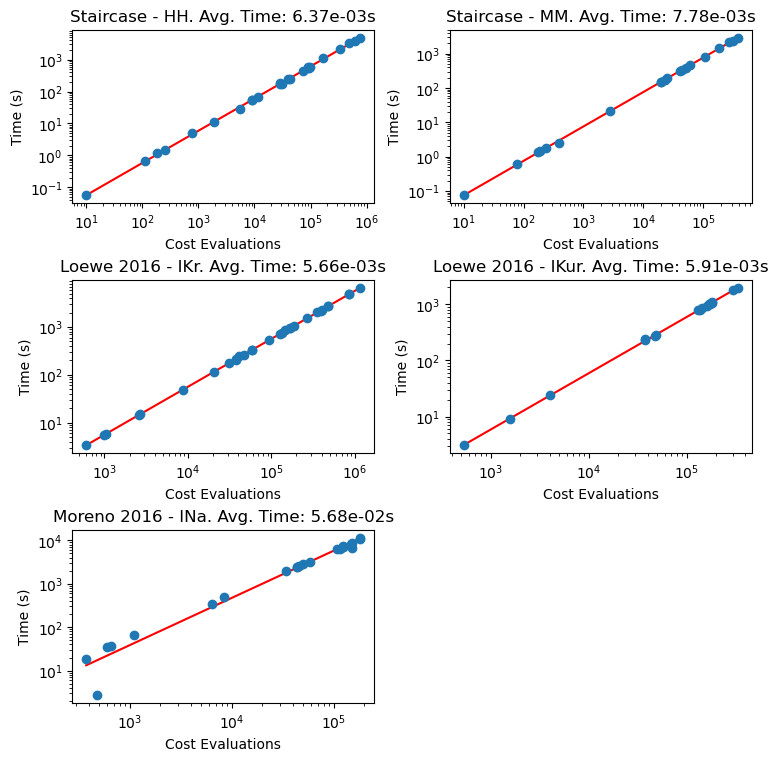 Staircase - HH. Avg. Time: 6.37e-03s
Time (s)
10³
10²
10¹
10⁰
10⁻¹
10¹ 10² 10³ 10⁴ 10⁵ 10⁶
Cost Evaluations
Staircase - MM. Avg. Time: 7.78e-03s
Time (s)
10³
10²
10¹
10⁰
10⁻¹
10¹ 10² 10³ 10⁴ 10⁵
Cost Evaluations
Loewe 2016 - IKr. Avg. Time: 5.66e-03s
Time (s)
10³
10²
10¹
10³ 10⁴ 10⁵ 10⁶
Cost Evaluations
Loewe 2016 - IKur. Avg. Time: 5.91e-03s
Time (s)
10³
10²
10¹
10³ 10⁴ 10⁵
Cost Evaluations
Moreno 2016 - INa. Avg. Time: 5.68e-02s
Time (s)
10⁴
10³
10²
10¹
10³ 10⁴ 10⁵
Cost Evaluations